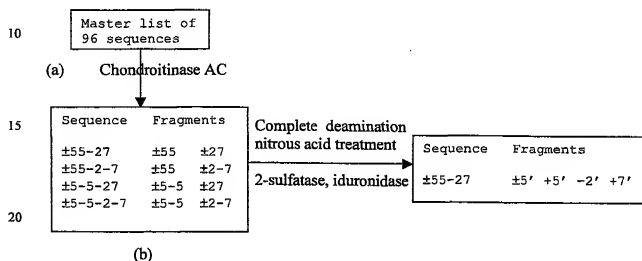 10
Master list of
96 sequences
(a) Chondroitinase AC
15
Sequence Fragments
±55-27 ±55 ±27
±55-2-7 ±55 ±2-7
±5-5-27 ±5-5 ±27
±5-5-2-7 ±5-5 ±2-7
20
(b)
Complete deamination
nitrous acid treatment
2-sulfatase, iduronidase
Sequence Fragments
±55-27 ±5' +5' -2' +7'